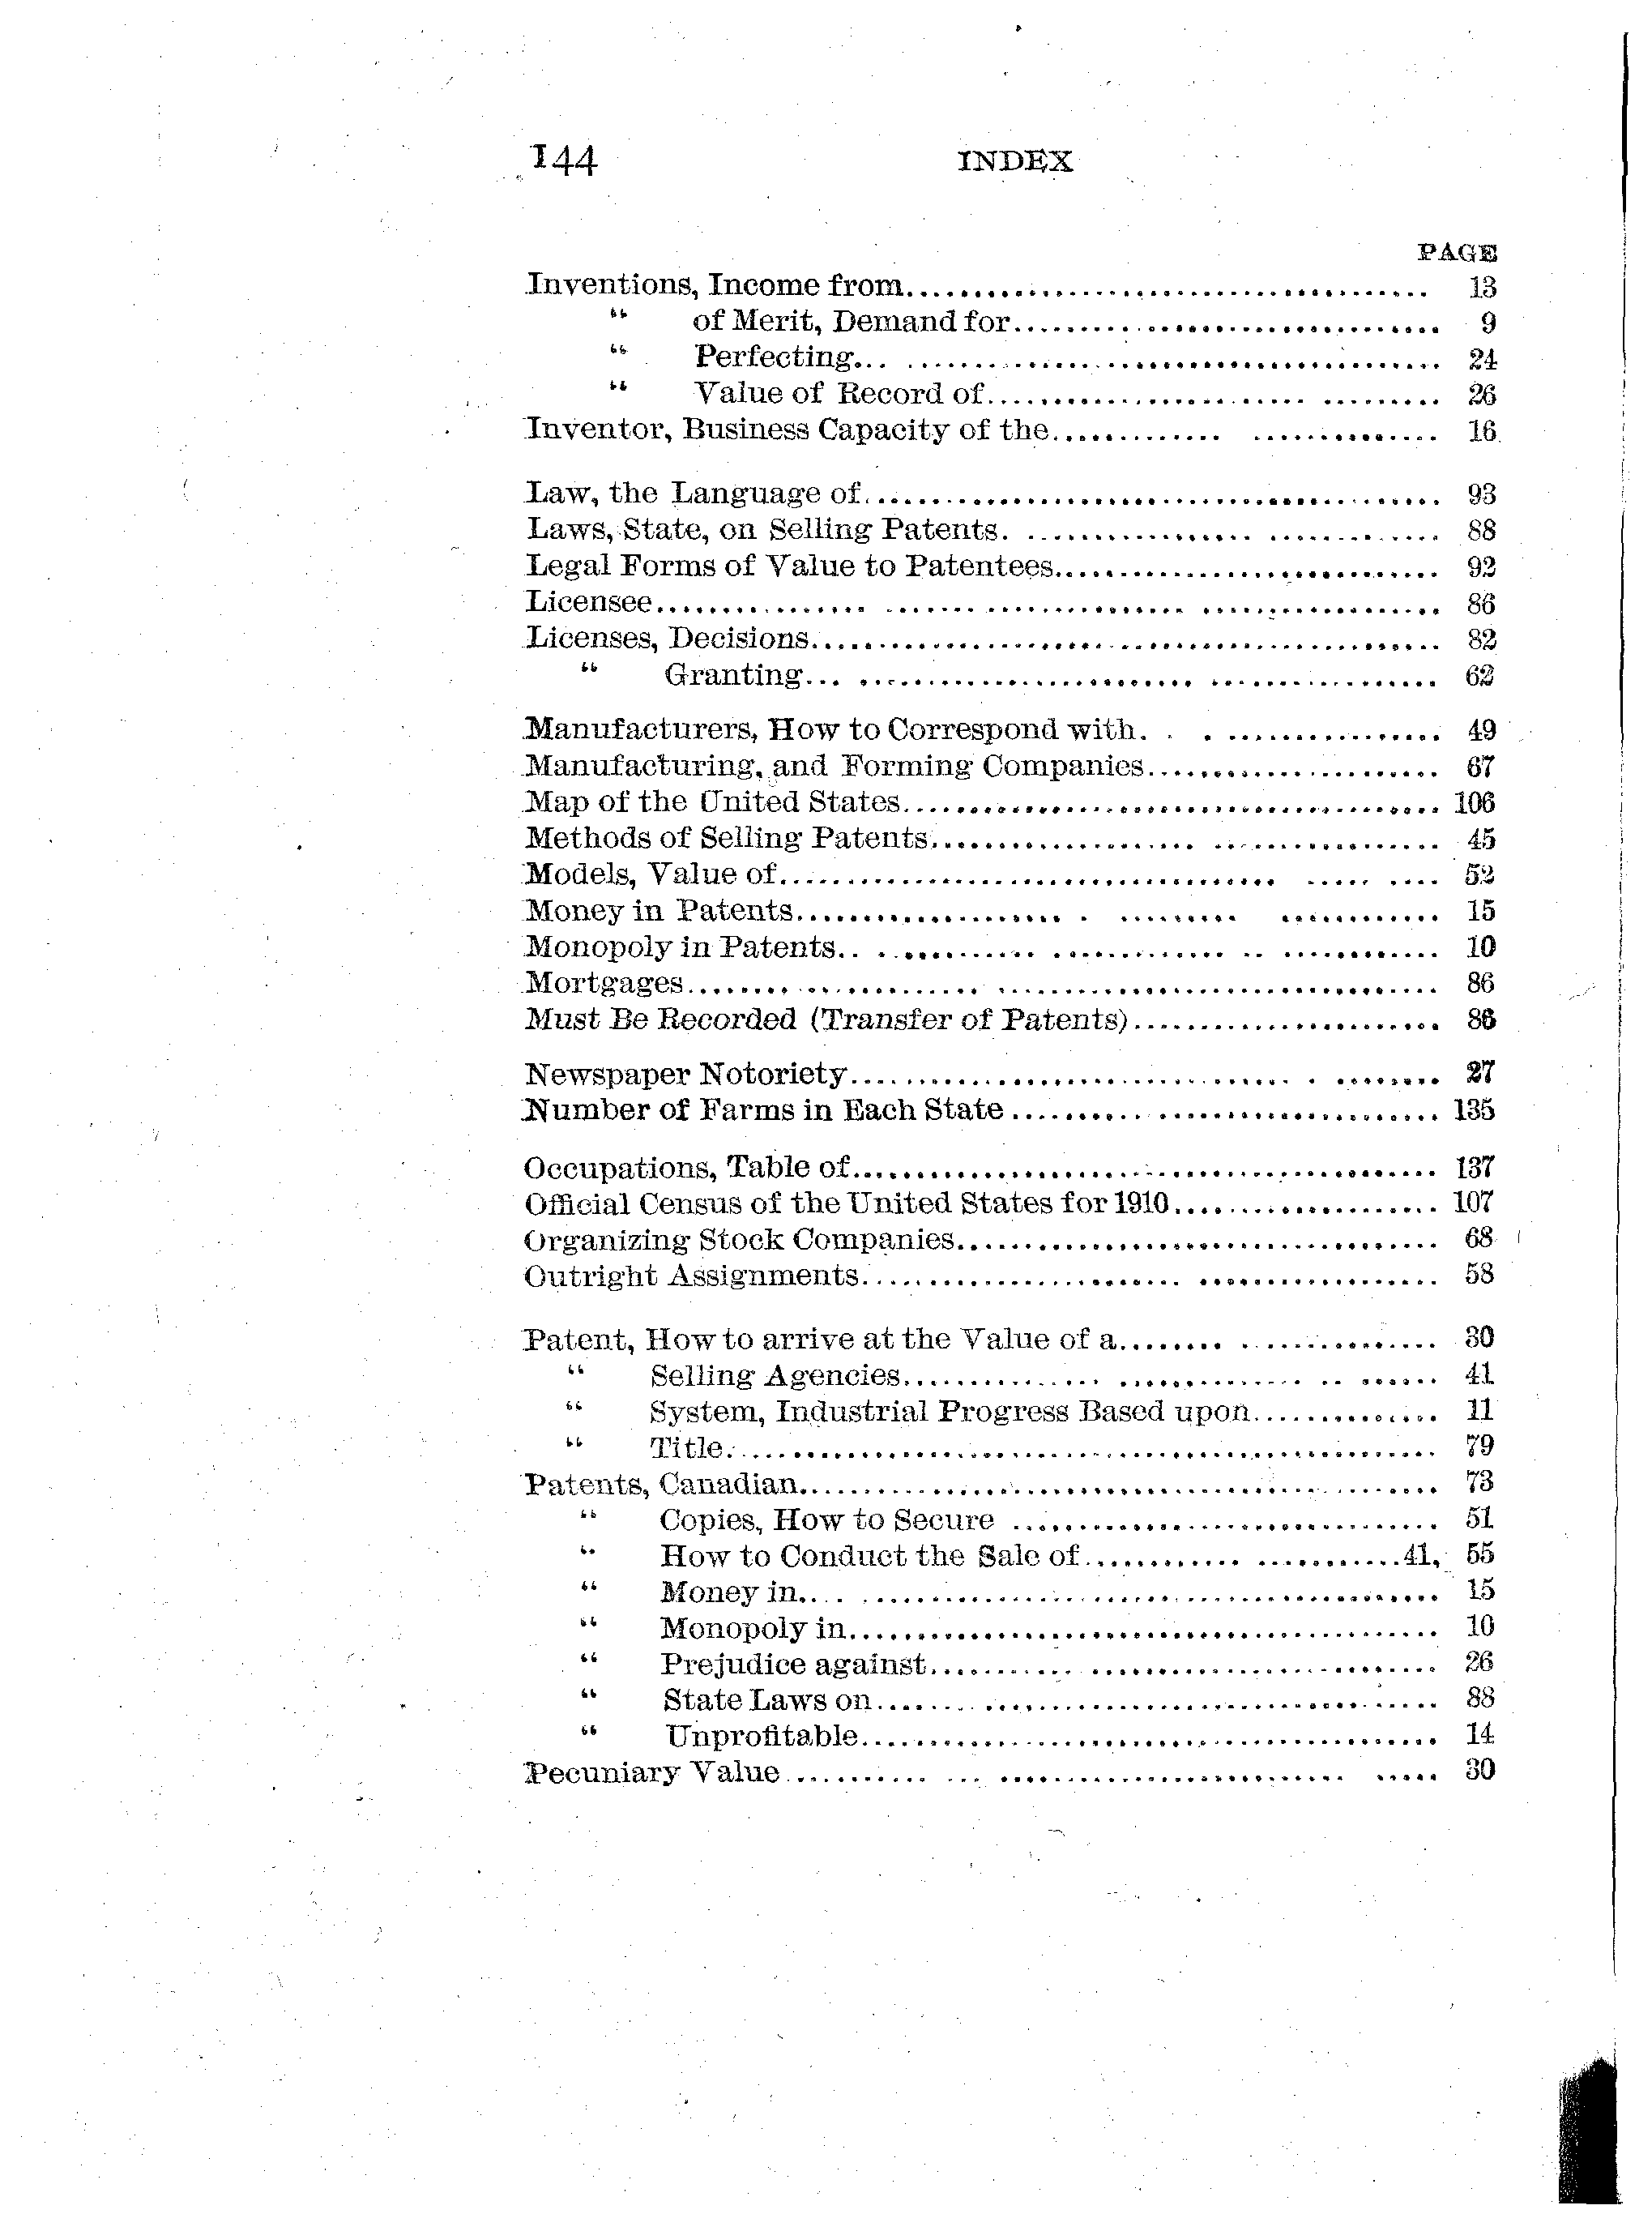 144 INDEX
PAGE
Inventions, Income from........................................ 13
“ of Merit, Demand for................................ 9
“ Perfecting... ........................................ 24
“ Value of Record of........................ ......... 26
Inventor, Business Capacity of the............. .............. 16
Law, the Language of........................................... 93
Laws, State, on Selling Patents. ................. ............. 88
Legal Forms of Value to Patentees............................. 92
Licensee................ ....... ............... .................. 86
Licenses, Decisions............................................... 82
“ Granting... ......................... ................. 62
Manufacturers, How to Correspond with. . . ................ 49
Manufacturing, and Forming Companies...................... 67
Map of the United States........................................ 106
Methods of Selling Patents.................... ................. 45
Models, Value of..................................... ..... .... 52
Money in Patents.................... . ......... ............ 15
Monopoly in Patents.. . .......... ............. .. ............ 10
Mortgages....... .. ........... ................................. 86
Must Be Recorded (Transfer of Patents)....................... 86
Newspaper Notoriety.................................. . ........ 27
Number of Farms in Each State .......... ..................... 135
Occupations, Table of........................................... 137
Official Census of the United States for 1910.................... 107
Organizing Stock Companies.................................... 68
Outright Assignments........................ .................. 58
Patent, How to arrive at the Value of a........ ............... 30
“ Selling Agencies............... .............. .. ...... 41
“ System, Industrial Progress Based upon.............. 11
“ Title..................................................... 79
Patents, Canadian................................................ 73
“ Copies, How to Secure ................................ 51
“ How to Conduct the Sale of............ ...........41, 55
“ Money in... . ........................................... 15
“ Monopoly in............................................ 10
“ Prejudice against........... .......................... 26
“ State Laws on....... .................................. 88
“ Unprofitable........................................... 14
Pecuniary Value ........... ... .......................... ..... 30